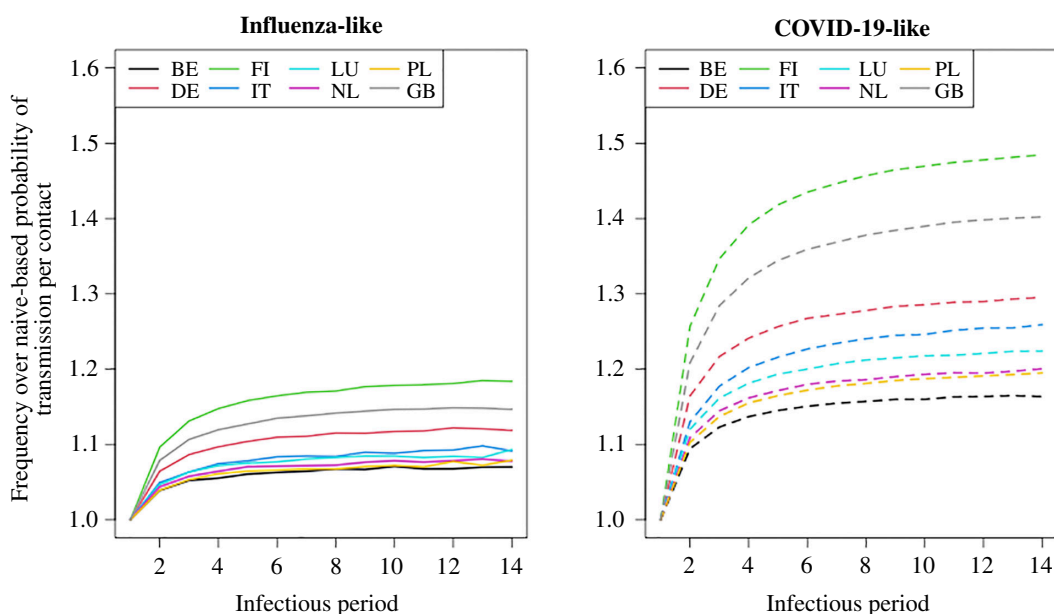 Influenza-like
COVID-19-like
Frequency over naive-based probability of
transmission per contact
1.6
1.5
1.4
1.3
1.2
1.1
1.0
BE FI LU PL
DE IT NL GB
2 4 6 8 10 12 14
Infectious period
1.6
1.5
1.4
1.3
1.2
1.1
1.0
BE FI LU PL
DE IT NL GB
2 4 6 8 10 12 14
Infectious period